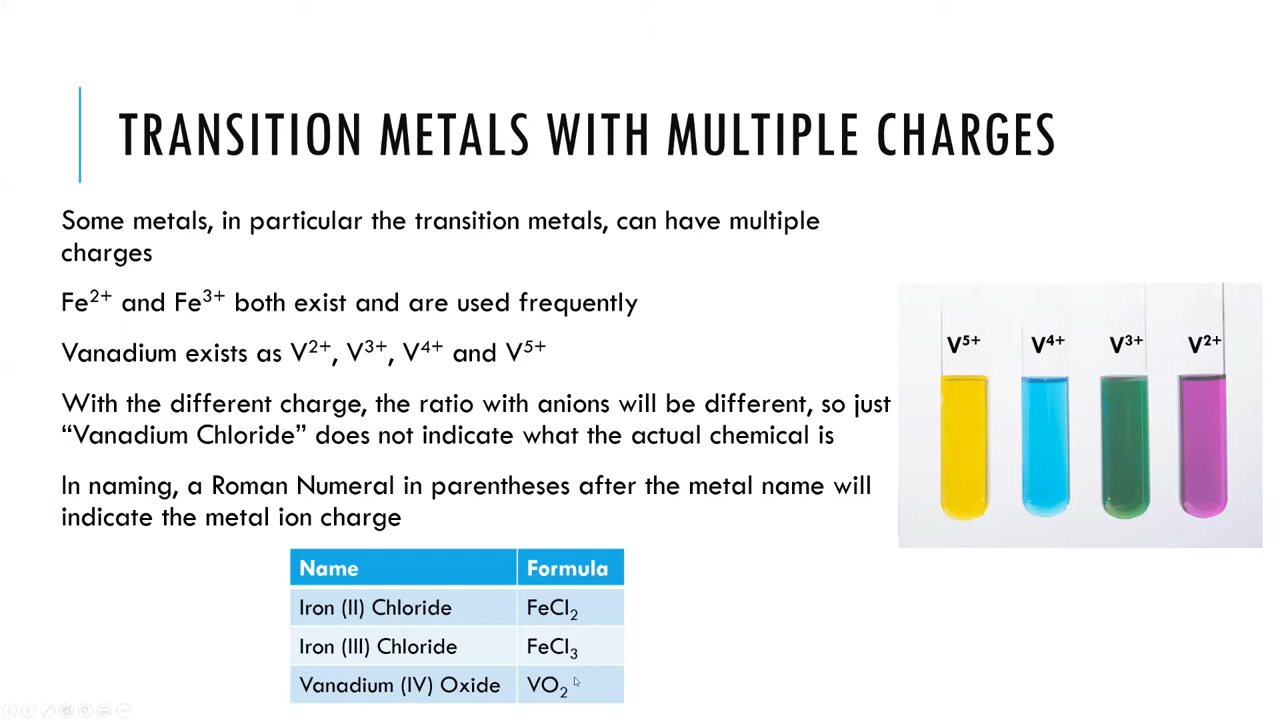 TRANSITION METALS WITH MULTIPLE CHARGES
Some metals, in particular the transition metals, can have multiple
charges
Fe²⁺ and Fe³⁺ both exist and are used frequently
Vanadium exists as V²⁺, V³⁺, V⁴⁺ and V⁵⁺
With the different charge, the ratio with anions will be different, so just
“Vanadium Chloride” does not indicate what the actual chemical is
In naming, a Roman Numeral in parentheses after the metal name will
indicate the metal ion charge
V⁵⁺ V⁴⁺ V³⁺ V²⁺
Name Formula
Iron (II) Chloride FeCl₂
Iron (III) Chloride FeCl₃
Vanadium (IV) Oxide VO₂